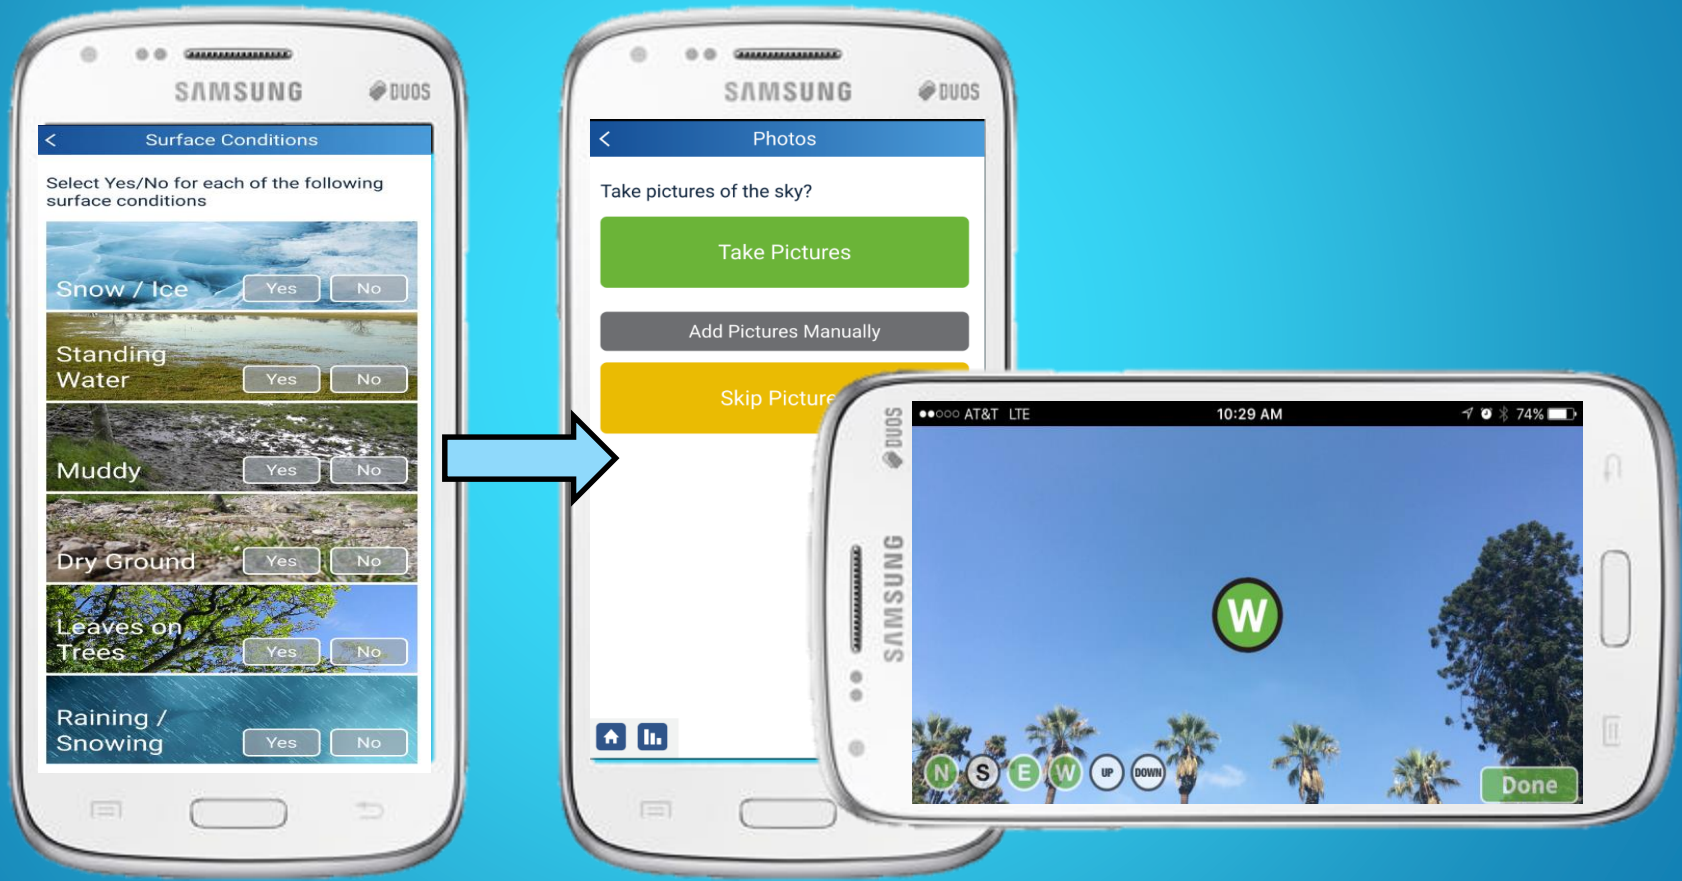 SAMSUNG
DUOS
<
Surface Conditions
Select Yes/No for each of the following
surface conditions
Snow / Ice
Yes
No
Standing
Water
Yes
No
Muddy
Yes
No
Dry Ground
Yes
No
Leaves on
Trees
Yes
No
Raining /
Snowing
Yes
No
SAMSUNG
DUOS
<
Photos
Take pictures of the sky?
Take Pictures
Add Pictures Manually
Skip Picture
SAMSUNG
DUOS
AT&T LTE
10:29 AM
74%
W
N S E W UP DOWN
Done